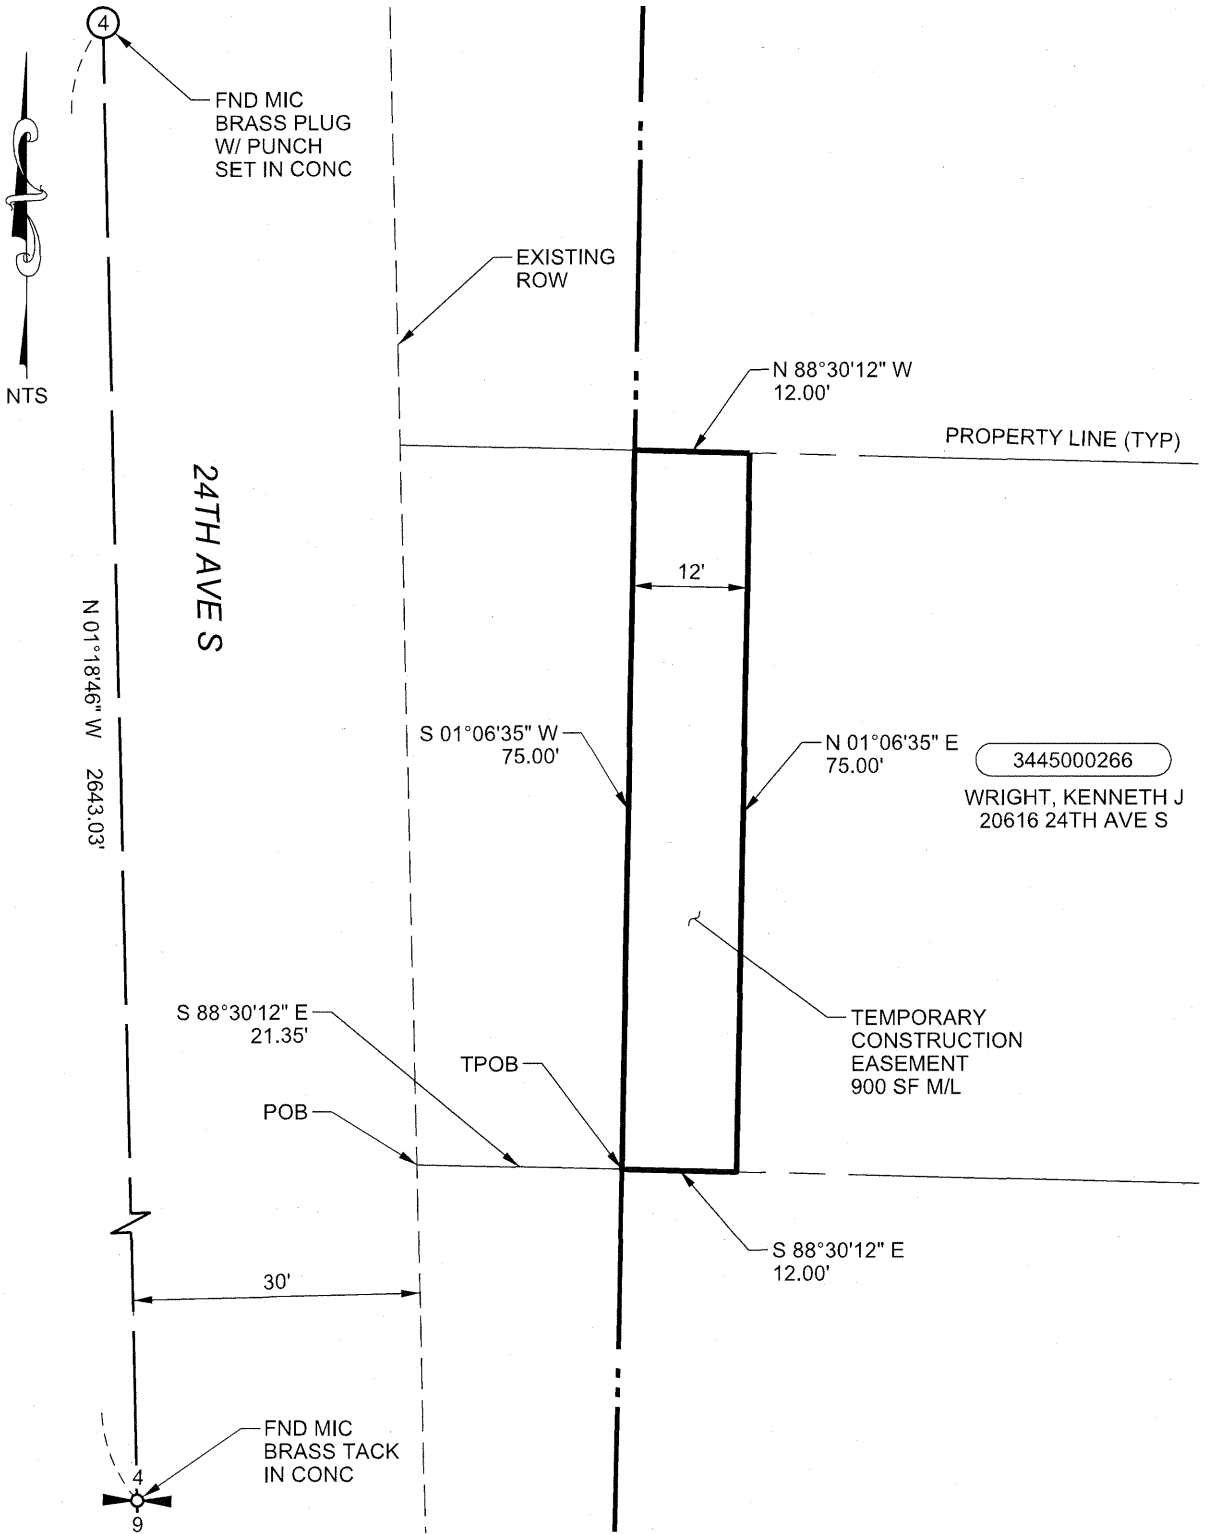 4
FND MIC
BRASS PLUG
W/ PUNCH
SET IN CONC
NTS
EXISTING
ROW
N 88°30'12" W
12.00'
PROPERTY LINE (TYP)
24TH AVE S
12'
N 01°18'46" W 2643.03'
S 01°06'35" W
75.00'
N 01°06'35" E
75.00'
3445000266
WRIGHT, KENNETH J
20616 24TH AVE S
S 88°30'12" E
21.35'
TPOB
POB
TEMPORARY
CONSTRUCTION
EASEMENT
900 SF M/L
S 88°30'12" E
12.00'
30'
FND MIC
BRASS TACK
IN CONC
4
9